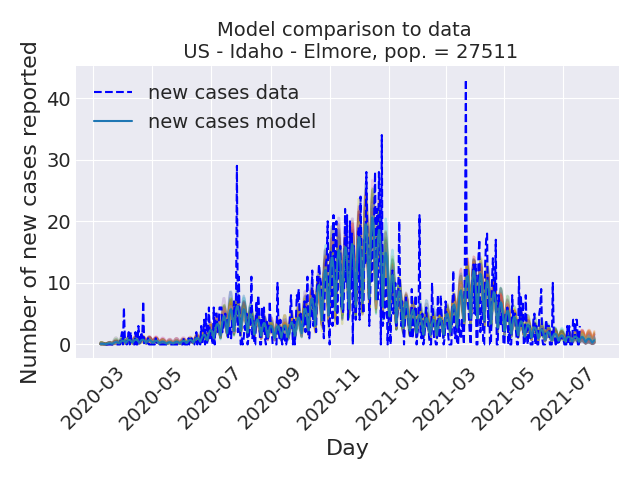 Model comparison to data
US - Idaho - Elmore, pop. = 27511
Number of new cases reported
40
30
20
10
0
new cases data
new cases model
2020-03
2020-05
2020-07
2020-09
2020-11
2021-01
2021-03
2021-05
2021-07
Day